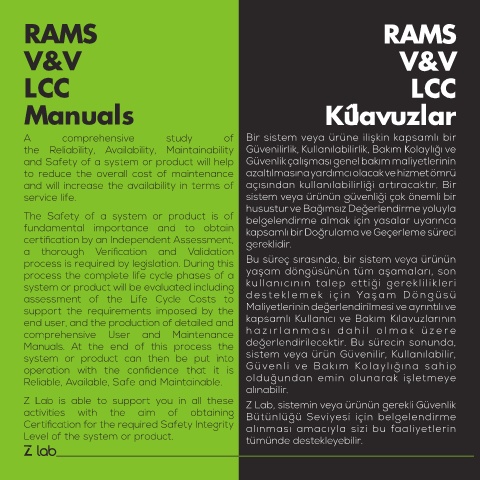 RAMS
V&V
LCC
Manuals
A comprehensive study of
the Reliability, Availability, Maintainability
and Safety of a system or product will help
to reduce the overall cost of maintenance
and will increase the availability in terms of
service life.
The Safety of a system or product is of
fundamental importance and to obtain
certification by an Independent Assessment,
a thorough Verification and Validation
process is required by legislation. During this
process the complete life cycle phases of a
system or product will be evaluated including
assessment of the Life Cycle Costs to
support the requirements imposed by the
end user, and the production of detailed and
comprehensive User and Maintenance
Manuals. At the end of this process the
system or product can then be put into
operation with the confidence that it is
Reliable, Available, Safe and Maintainable.
Z Lab is able to support you in all these
activities with the aim of obtaining
Certification for the required Safety Integrity
Level of the system or product.
Z lab
RAMS
V&V
LCC
Kılavuzlar
Bir sistem veya ürüne ilişkin kapsamlı bir
Güvenilirlik, Kullanılabilirlik, Bakım Kolaylığı ve
Güvenlik çalışması genel bakım maliyetlerinin
azaltılmasına yardımcı olacak ve hizmet ömrü
açısından kullanılabilirliği artıracaktır. Bir
sistem veya ürünün güvenliği çok önemli bir
husustur ve Bağımsız Değerlendirme yoluyla
belgelendirme almak için yasalar uyarınca
kapsamlı bir Doğrulama ve Geçerleme süreci
gereklidir.
Bu süreç sırasında, bir sistem veya ürünün
yaşam döngüsünün tüm aşamaları, son
kullanıcının talep ettiği gereklilikleri
desteklemek için Yaşam Döngüsü
Maliyetlerinin değerlendirilmesi ve ayrıntılı ve
kapsamlı Kullanıcı ve Bakım Kılavuzlarının
hazırlanması dahil olmak üzere
değerlendirilecektir. Bu sürecin sonunda,
sistem veya ürün Güvenilir, Kullanılabilir,
Güvenli ve Bakım Kolaylığına sahip
olduğundan emin olunarak işletmeye
alınabilir.
Z Lab, sistemin veya ürünün gerekli Güvenlik
Bütünlüğü Seviyesi için belgelendirme
alınması amacıyla sizi bu faaliyetlerin
tümünde destekleyebilir.